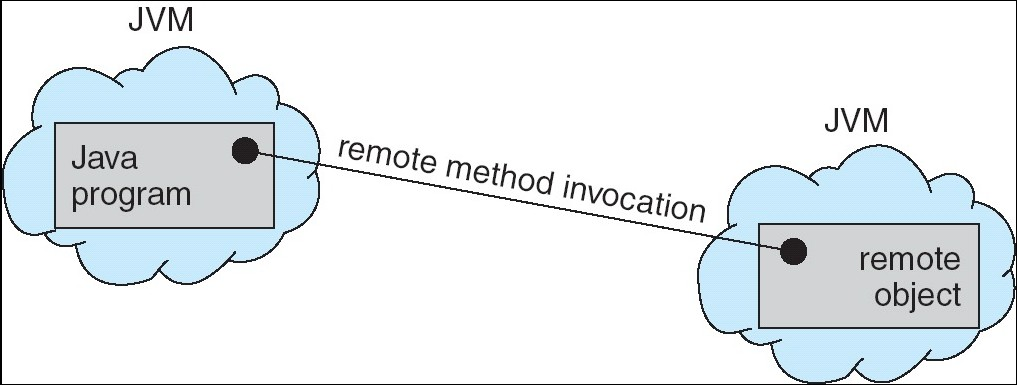 JVM
Java
program
remote method invocation
JVM
remote
object